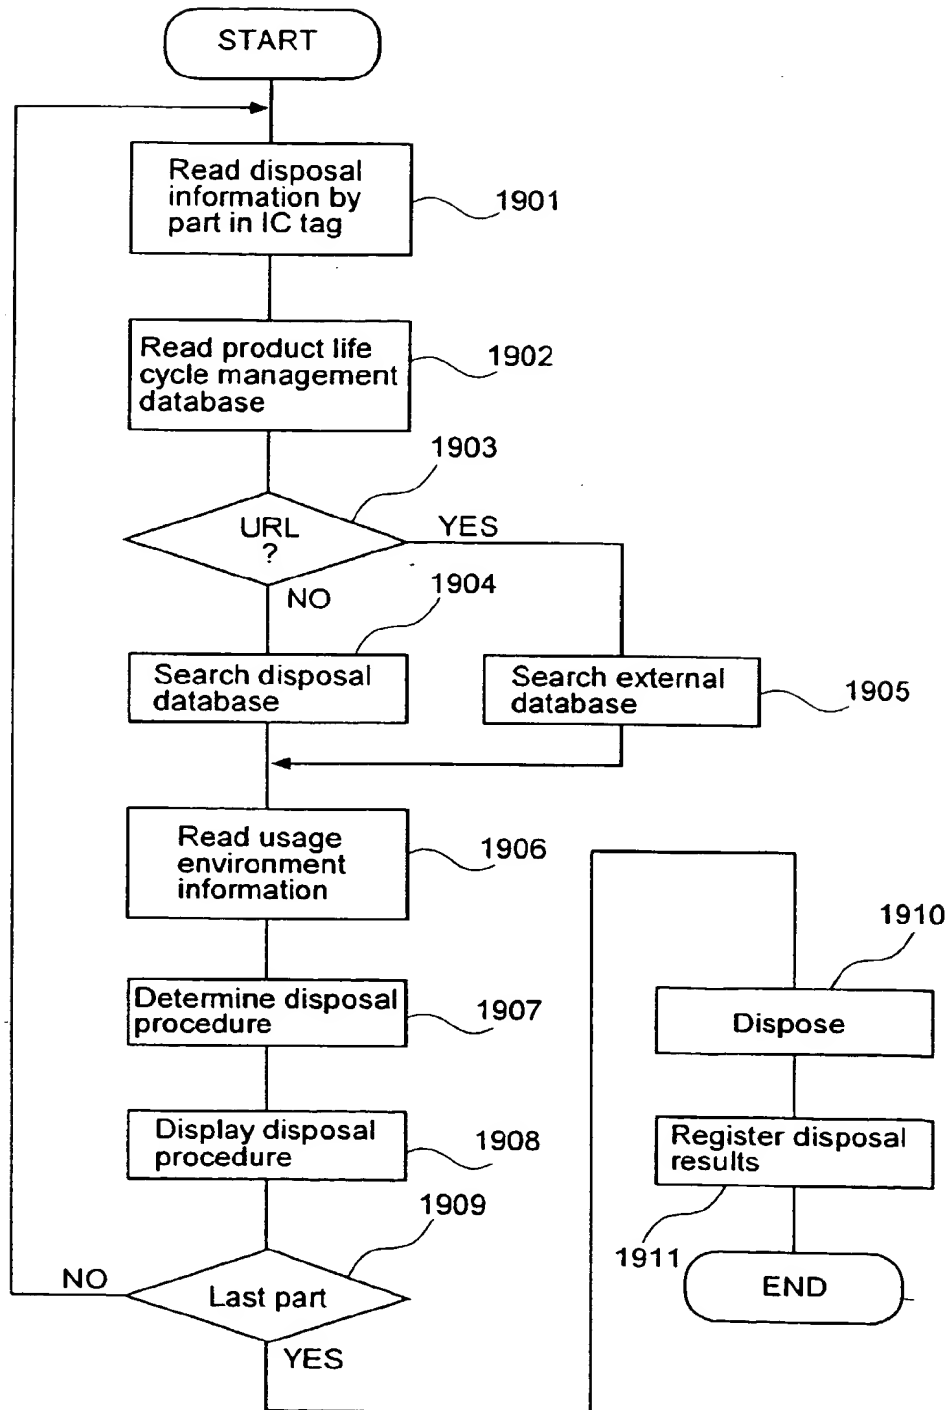 START
Read disposal
information by
part in IC tag
1901
Read product life
cycle management
database
1902
1903
URL
?
YES
NO
1904
Search disposal
database
Search external
database
1905
Read usage
environment
information
1906
Determine disposal
procedure
1907
Display disposal
procedure
1908
1909
Last part
NO
YES
1910
Dispose
Register disposal
results
1911
END